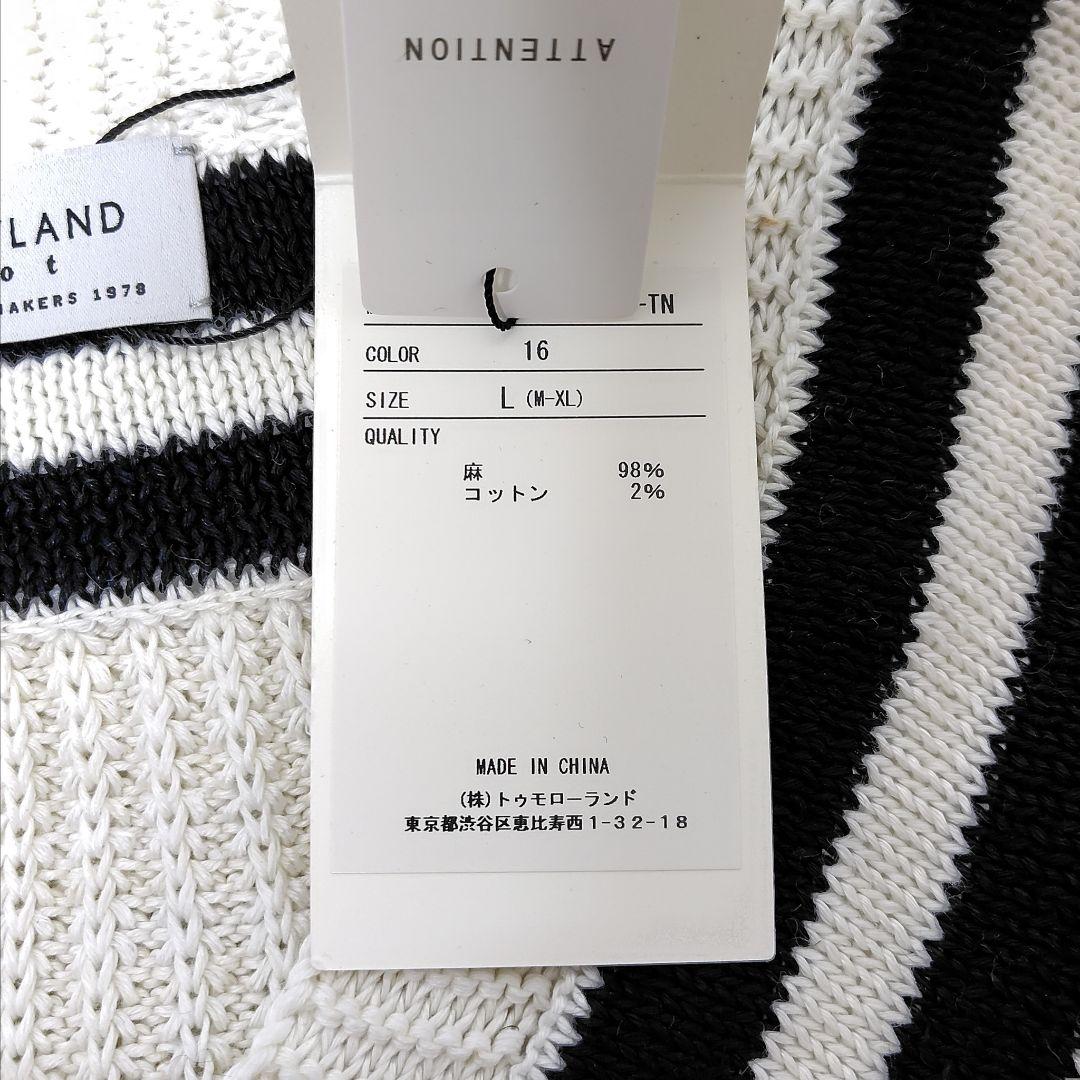 ATTENTION
LAND
o t
MAKERS 1978
-TN
COLOR 16
SIZE L (M-XL)
QUALITY
麻 98%
コットン 2%
MADE IN CHINA
(株)トゥモローランド
東京都渋谷区恵比寿西1-32-18